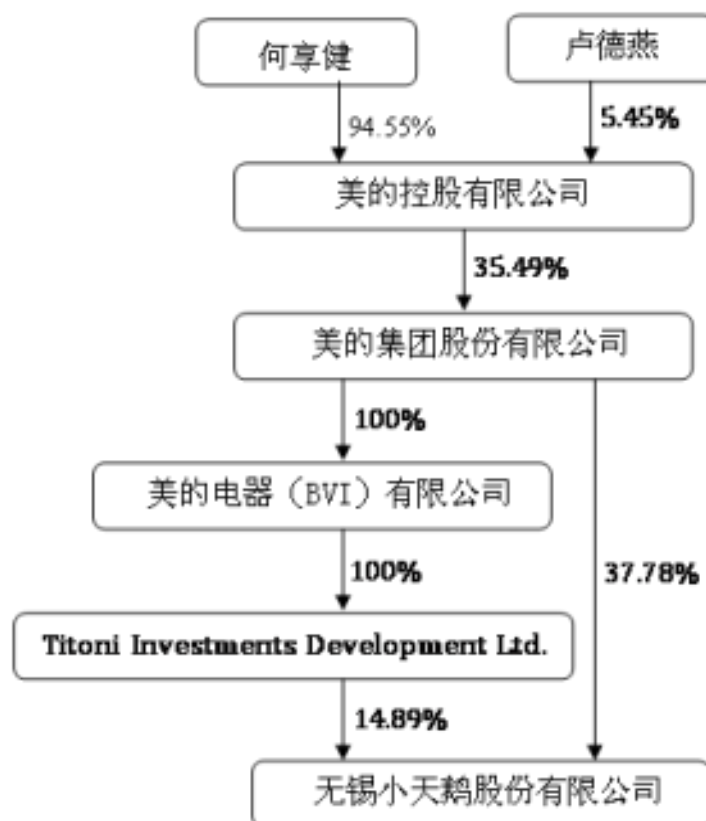 何享健
卢德燕
94.55%
5.45%
美的控股有限公司
35.49%
美的集团股份有限公司
100%
美的电器（BVI）有限公司
100%
37.78%
Titoni Investments Development Ltd.
14.89%
无锡小天鹅股份有限公司